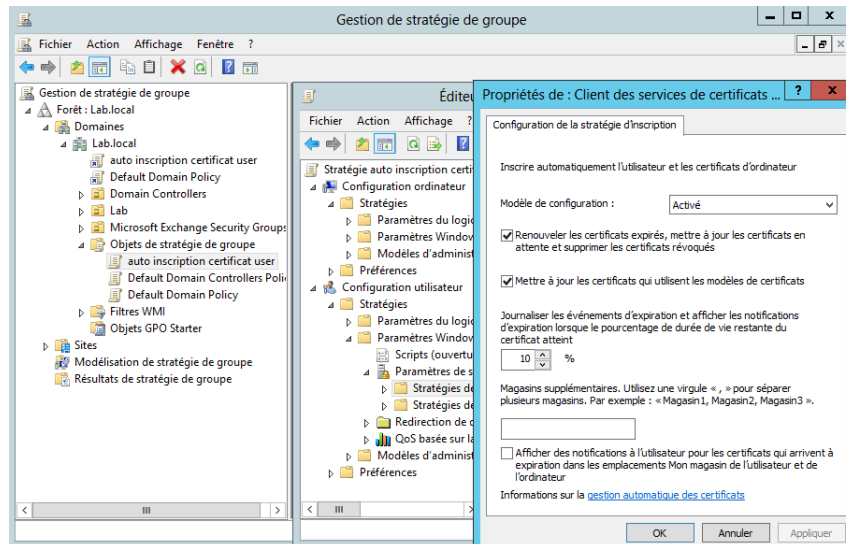 Gestion de stratégie de groupe
Fichier Action Affichage Fenêtre ?
Gestion de stratégie de groupe
Forêt : Lab.local
Domaines
Lab.local
auto inscription certificat user
Default Domain Policy
Domain Controllers
Lab
Microsoft Exchange Security Groups
Objets de stratégie de groupe
auto inscription certificat user
Default Domain Controllers Poli
Default Domain Policy
Filtres WMI
Objets GPO Starter
Sites
Modélisation de stratégie de groupe
Résultats de stratégie de groupe
Éditeu
Fichier Action Affichage ?
Stratégie auto inscription certi
Configuration ordinateur
Stratégies
Paramètres du logic
Paramètres Window
Modèles d'administ
Préférences
Configuration utilisateur
Stratégies
Paramètres du logic
Paramètres Window
Scripts (ouvertu
Paramètres de s
Stratégies de
Stratégies de
Redirection de d
QoS basée sur la
Modèles d'administ
Préférences
Propriétés de : Client des services de certificats ...
Configuration de la stratégie d'inscription
Inscrire automatiquement l'utilisateur et les certificats d'ordinateur
Modèle de configuration :
Activé
Renouveler les certificats expirés, mettre à jour les certificats en
attente et supprimer les certificats révoqués
Mettre à jour les certificats qui utilisent les modèles de certificats
Journaliser les événements d'expiration et afficher les notifications
d'expiration lorsque le pourcentage de durée de vie restante du
certificat atteint
10 %
Magasins supplémentaires. Utilisez une virgule « , » pour séparer
plusieurs magasins. Par exemple : « Magasin1, Magasin2, Magasin3 ».
Afficher des notifications à l'utilisateur pour les certificats qui arrivent à
expiration dans les emplacements Mon magasin de l'utilisateur et de
l'ordinateur
Informations sur la gestion automatique des certificats
OK Annuler Appliquer